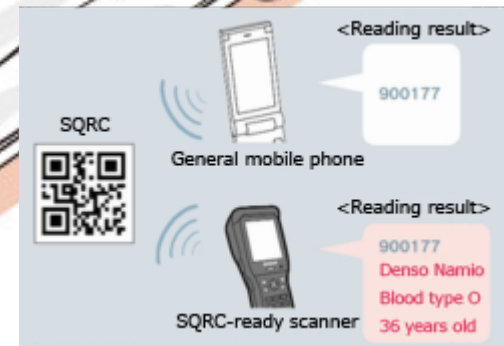 <Reading result>
900177
SQRC
General mobile phone
<Reading result>
900177
Denso Namio
Blood type O
36 years old
SQRC-ready scanner